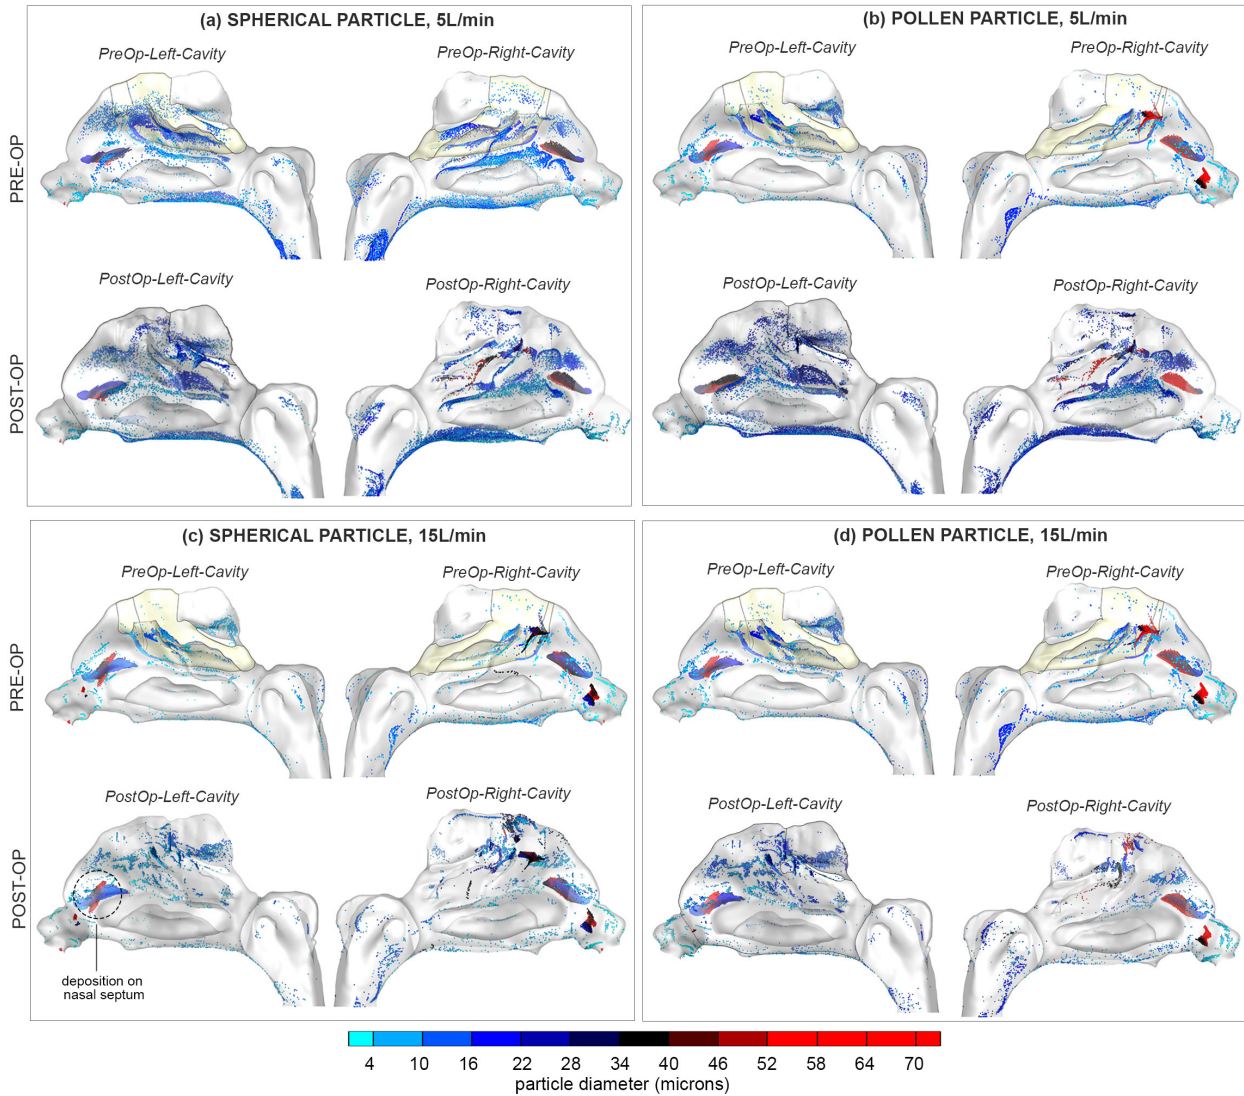 (a) SPHERICAL PARTICLE, 5L/min
PreOp-Left-Cavity
PreOp-Right-Cavity
PRE-OP
PostOp-Left-Cavity
PostOp-Right-Cavity
POST-OP
(b) POLLEN PARTICLE, 5L/min
PreOp-Left-Cavity
PreOp-Right-Cavity
PostOp-Left-Cavity
PostOp-Right-Cavity
(c) SPHERICAL PARTICLE, 15L/min
PreOp-Left-Cavity
PreOp-Right-Cavity
PRE-OP
PostOp-Left-Cavity
PostOp-Right-Cavity
POST-OP
deposition on
nasal septum
(d) POLLEN PARTICLE, 15L/min
PreOp-Left-Cavity
PreOp-Right-Cavity
PostOp-Left-Cavity
PostOp-Right-Cavity
4 10 16 22 28 34 40 46 52 58 64 70
particle diameter (microns)